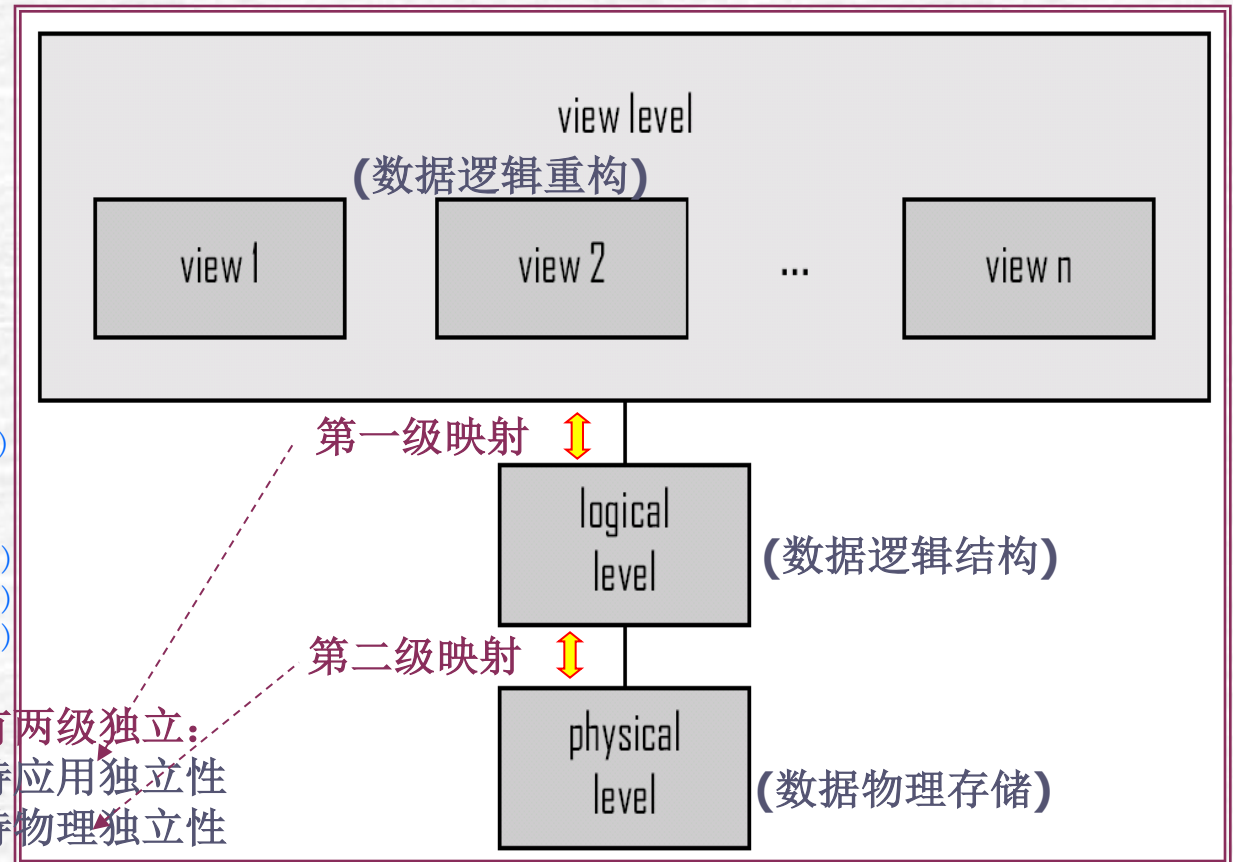 view level
(数据逻辑重构)
view 1
view 2
...
view n
第一级映射
)
logical
level
(数据逻辑结构)
)
)
)
第二级映射
两级独立：
physical
level
应用独立性
(数据物理存储)
物理独立性